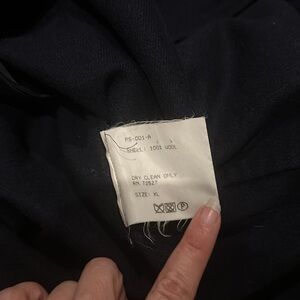 PS-001-A
SHELL: 100% WOOL
DRY CLEAN ONLY
RN 72527
SIZE: XL
P